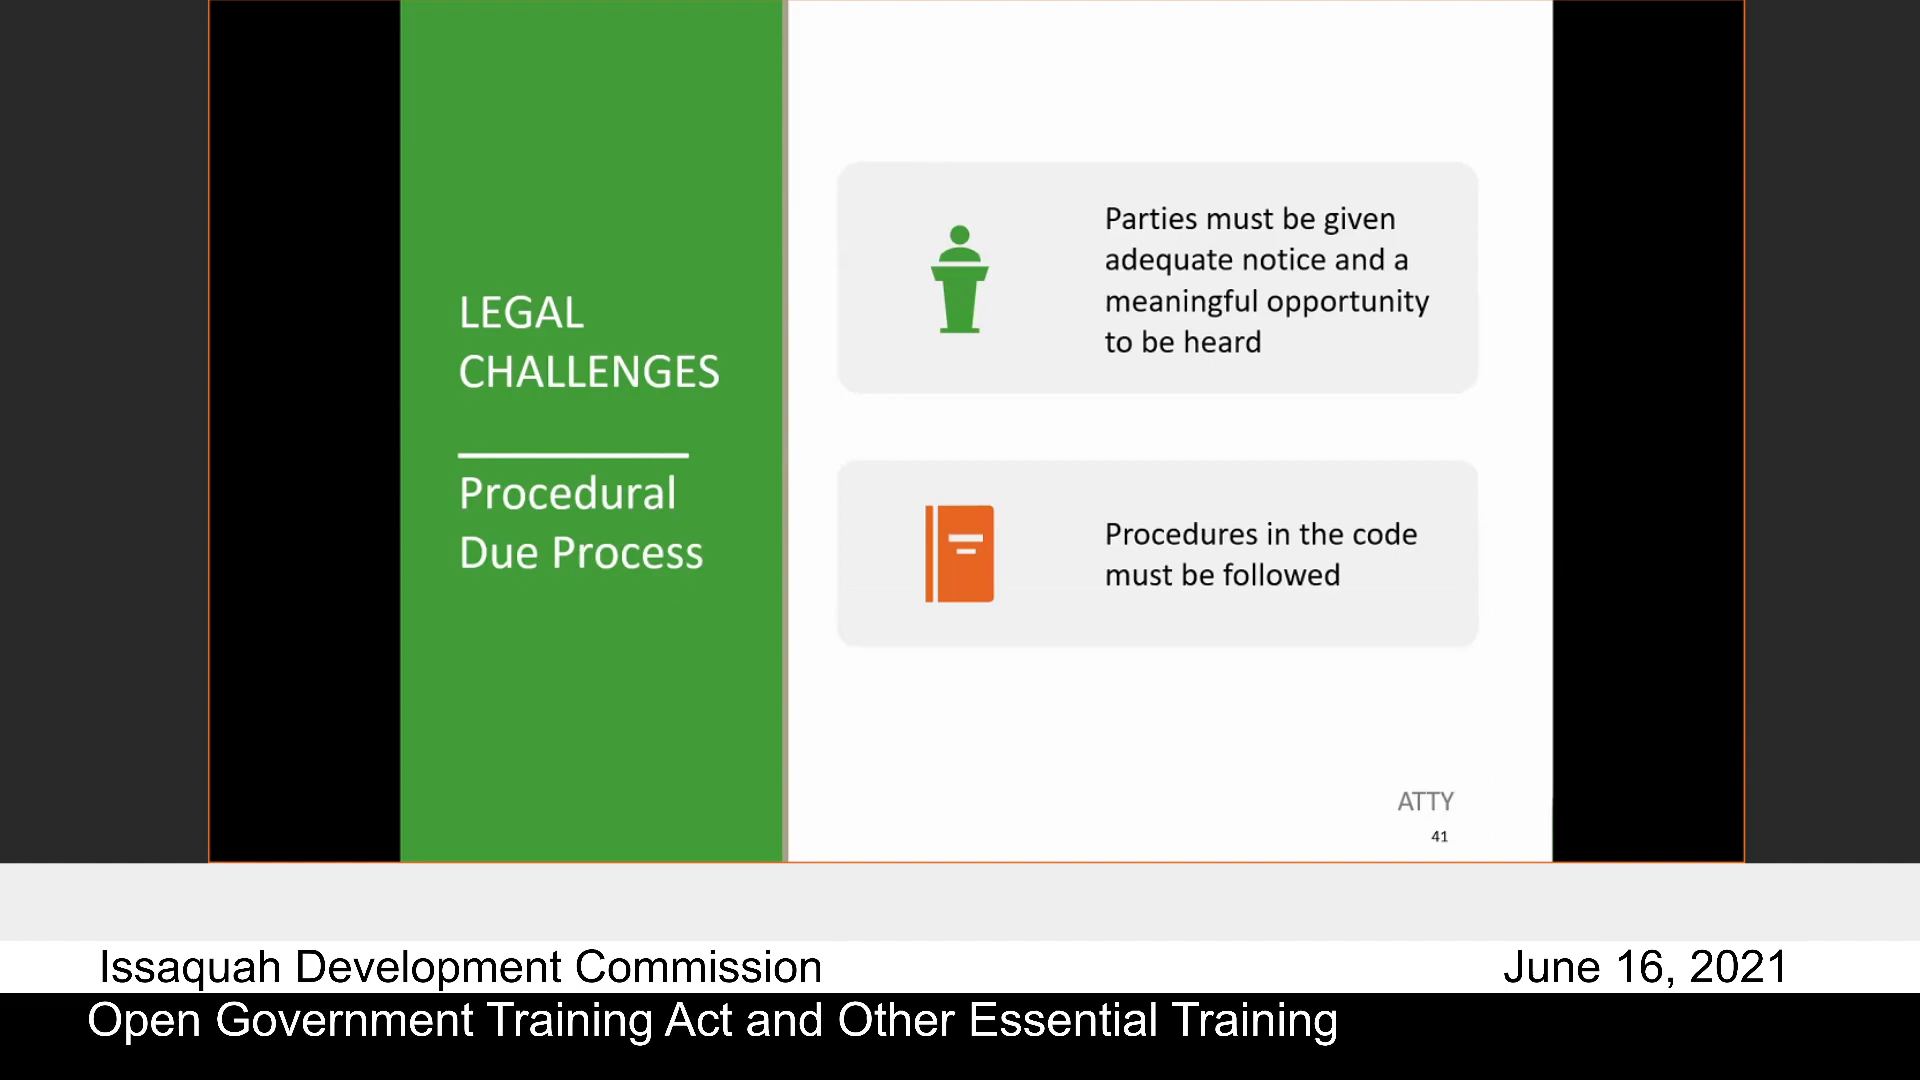 LEGAL
CHALLENGES
Procedural
Due Process
Parties must be given
adequate notice and a
meaningful opportunity
to be heard
Procedures in the code
must be followed
ATTY
41
Issaquah Development Commission
June 16, 2021
Open Government Training Act and Other Essential Training